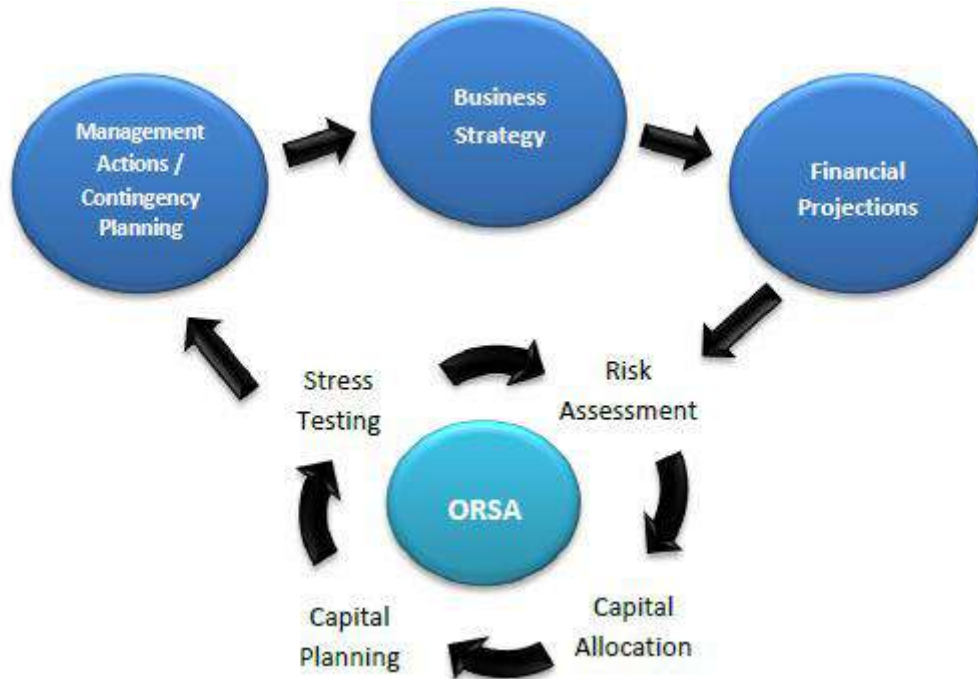 Management
Actions /
Contingency
Planning
Business
Strategy
Financial
Projections
Stress
Testing
Risk
Assessment
ORSA
Capital
Planning
Capital
Allocation